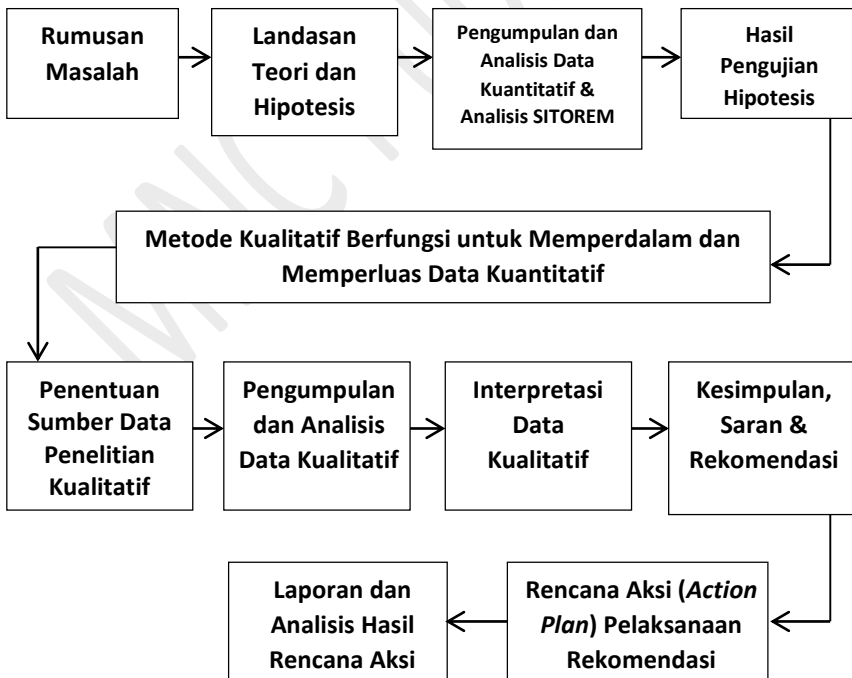 Rumusan
Masalah
Landasan
Teori dan
Hipotesis
Pengumpulan dan
Analisis Data
Kuantitatif &
Analisis SITOREM
Hasil
Pengujian
Hipotesis
Metode Kualitatif Berfungsi untuk Memperdalam dan
Memperluas Data Kuantitatif
Penentuan
Sumber Data
Penelitian
Kualitatif
Pengumpulan
dan Analisis
Data Kualitatif
Interpretasi
Data
Kualitatif
Kesimpulan,
Saran &
Rekomendasi
Laporan dan
Analisis Hasil
Rencana Aksi
Rencana Aksi (Action
Plan) Pelaksanaan
Rekomendasi